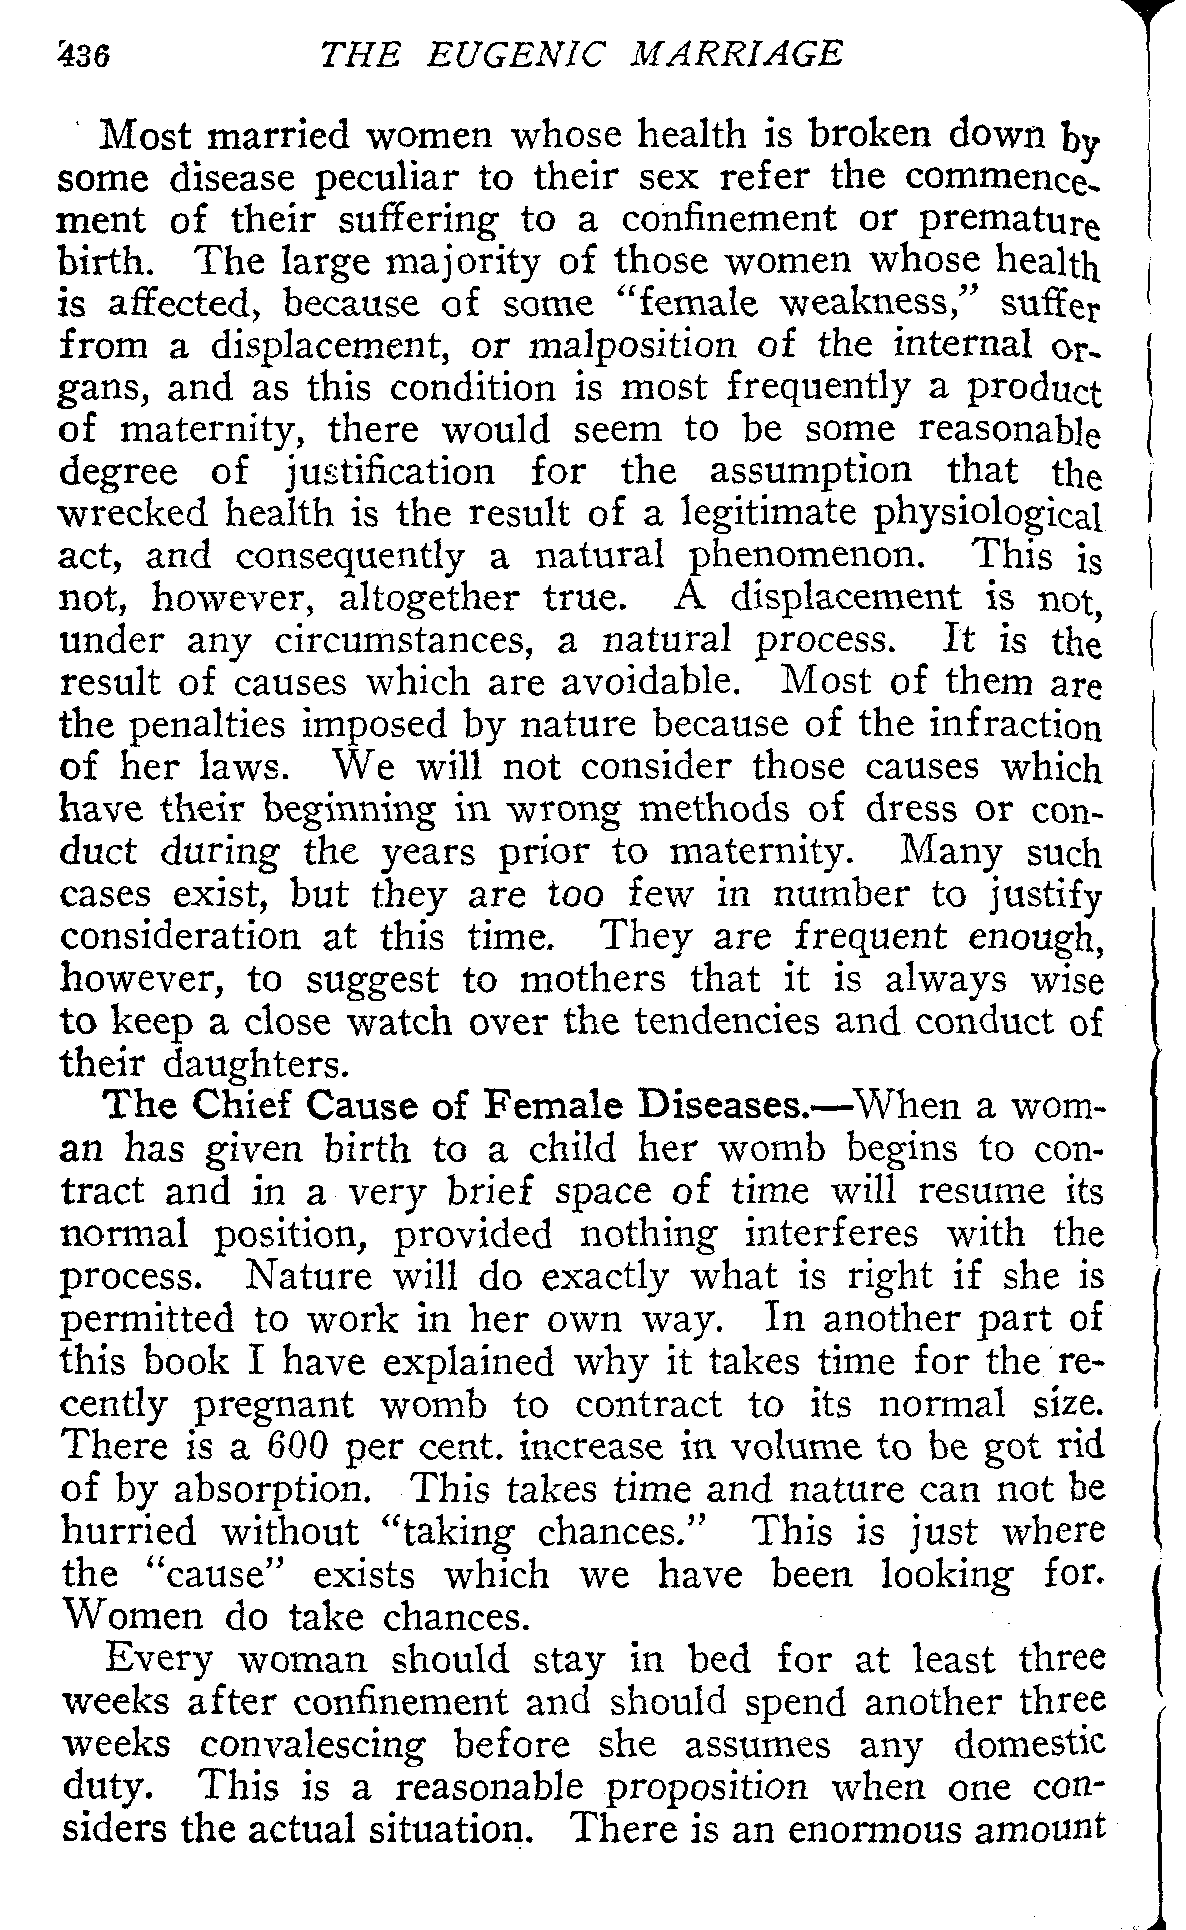 436 THE EUGENIC MARRIAGE
Most married women whose health is broken down by
some disease peculiar to their sex refer the commence-
ment of their suffering to a confinement or premature
birth. The large majority of those women whose health
is affected, because of some “female weakness,” suffer
from a displacement, or malposition of the internal or-
gans, and as this condition is most frequently a product
of maternity, there would seem to be some reasonable
degree of justification for the assumption that the
wrecked health is the result of a legitimate physiological
act, and consequently a natural phenomenon. This is
not, however, altogether true. A displacement is not,
under any circumstances, a natural process. It is the
result of causes which are avoidable. Most of them are
the penalties imposed by nature because of the infraction
of her laws. We will not consider those causes which
have their beginning in wrong methods of dress or con-
duct during the years prior to maternity. Many such
cases exist, but they are too few in number to justify
consideration at this time. They are frequent enough,
however, to suggest to mothers that it is always wise
to keep a close watch over the tendencies and conduct of
their daughters.
The Chief Cause of Female Diseases.—When a wom-
an has given birth to a child her womb begins to con-
tract and in a very brief space of time will resume its
normal position, provided nothing interferes with the
process. Nature will do exactly what is right if she is
permitted to work in her own way. In another part of
this book I have explained why it takes time for the re-
cently pregnant womb to contract to its normal size.
There is a 600 per cent. increase in volume to be got rid
of by absorption. This takes time and nature can not be
hurried without “taking chances.” This is just where
the “cause” exists which we have been looking for.
Women do take chances.
Every woman should stay in bed for at least three
weeks after confinement and should spend another three
weeks convalescing before she assumes any domestic
duty. This is a reasonable proposition when one con-
siders the actual situation. There is an enormous amount